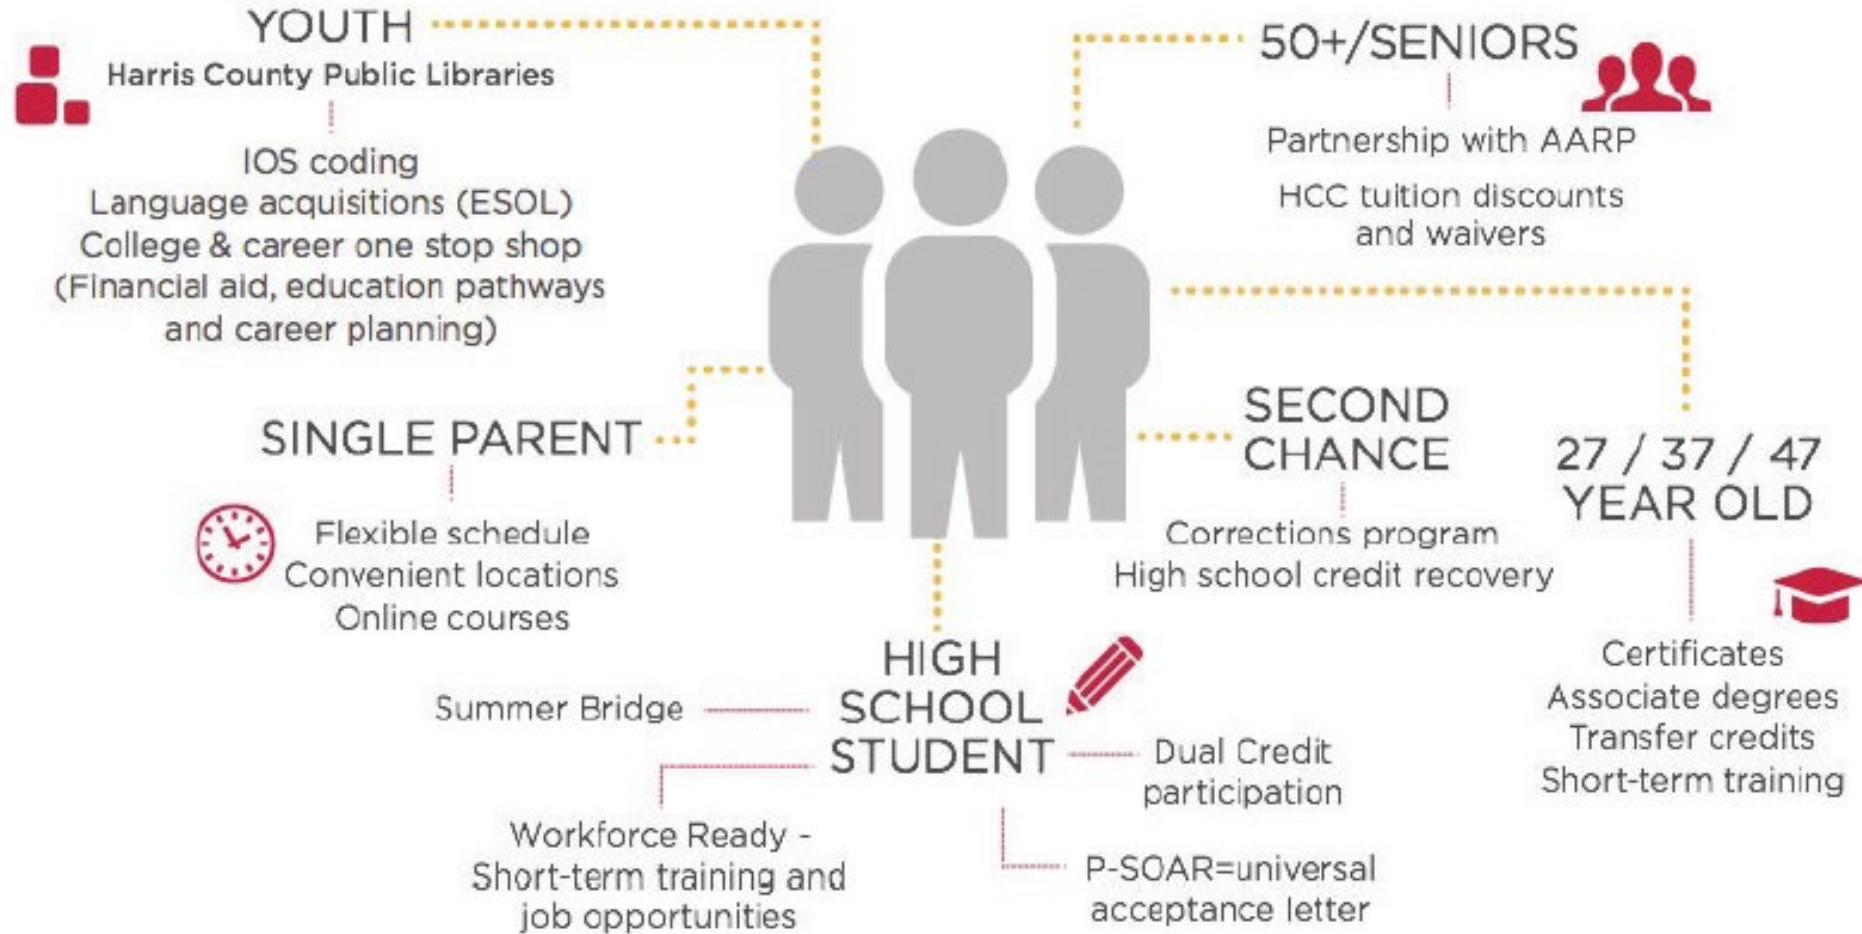 YOUTH
Harris County Public Libraries
IOS coding
Language acquisitions (ESOL)
College & career one stop shop
(Financial aid, education pathways
and career planning)
50+/SENIORS
Partnership with AARP
HCC tuition discounts
and waivers
SINGLE PARENT
Flexible schedule
Convenient locations
Online courses
SECOND
CHANCE
Corrections program
High school credit recovery
27 / 37 / 47
YEAR OLD
Certificates
Associate degrees
Transfer credits
Short-term training
HIGH
SCHOOL
STUDENT
Summer Bridge
Dual Credit
participation
Workforce Ready -
Short-term training and
job opportunities
P-SOAR=universal
acceptance letter